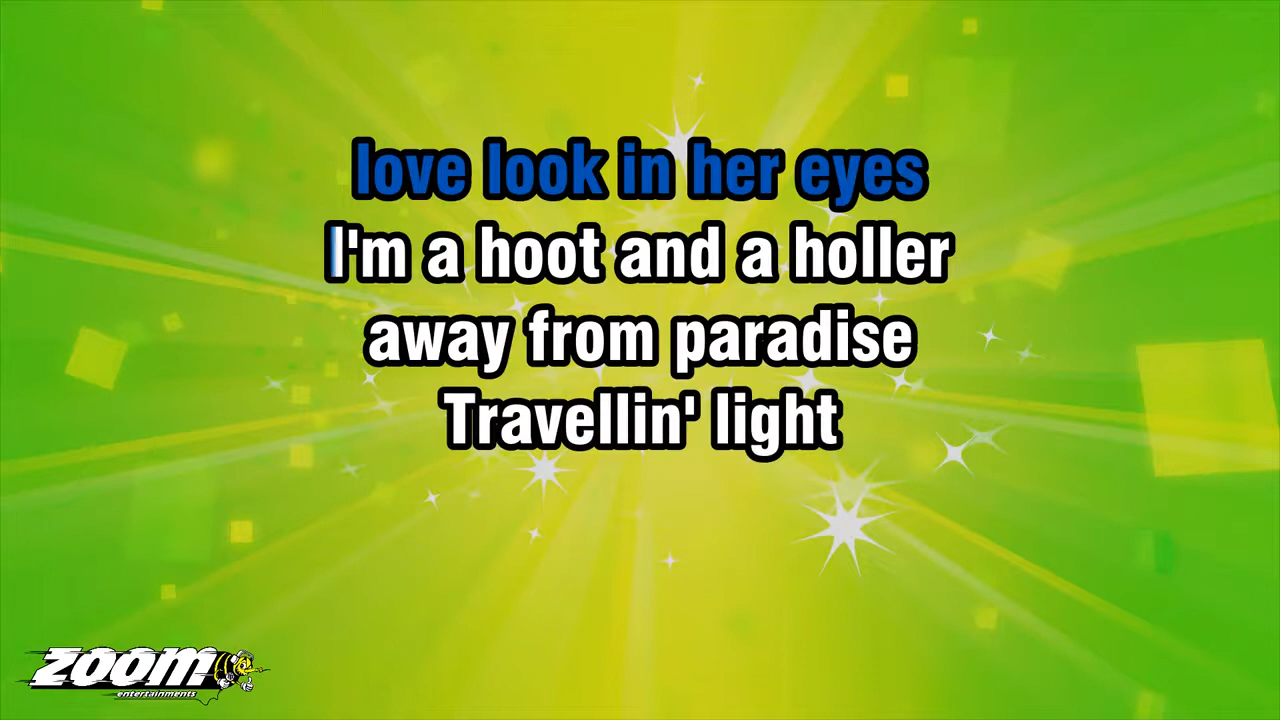 love look in her eyes
I'm a hoot and a holler
away from paradise
Travellin' light
ZOOM
entertainments